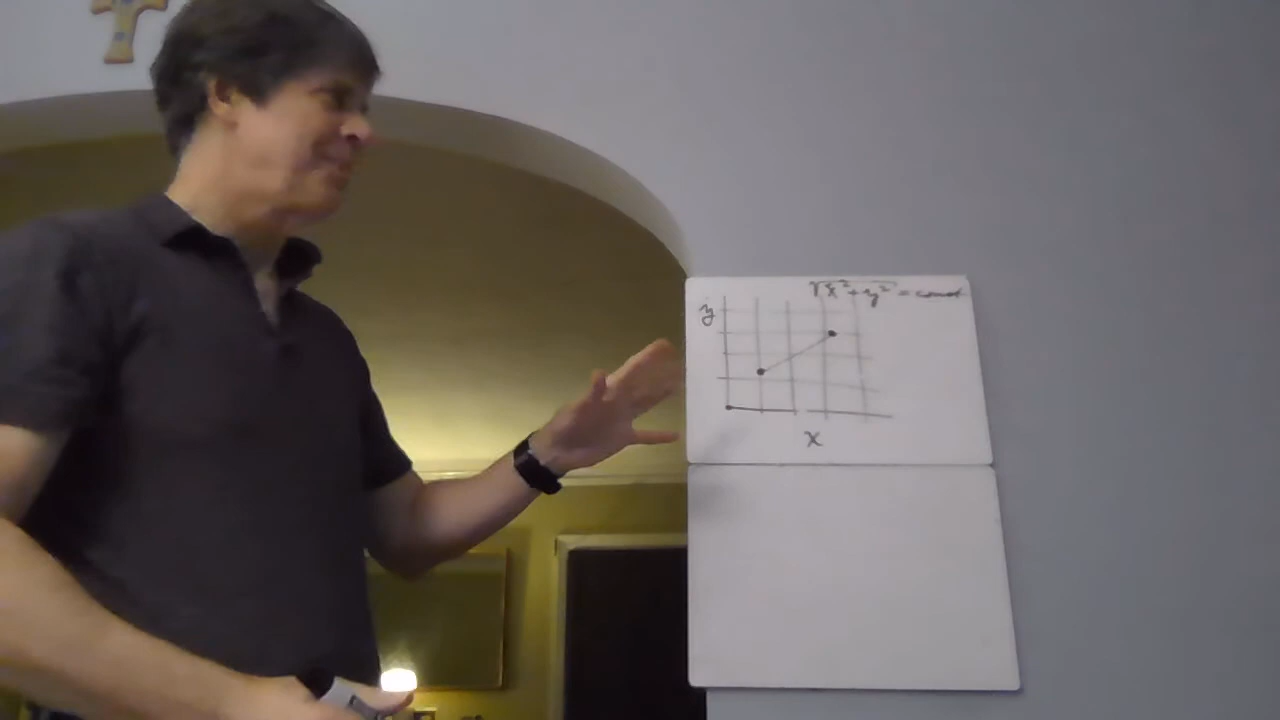 √x²+y² = const
y
x